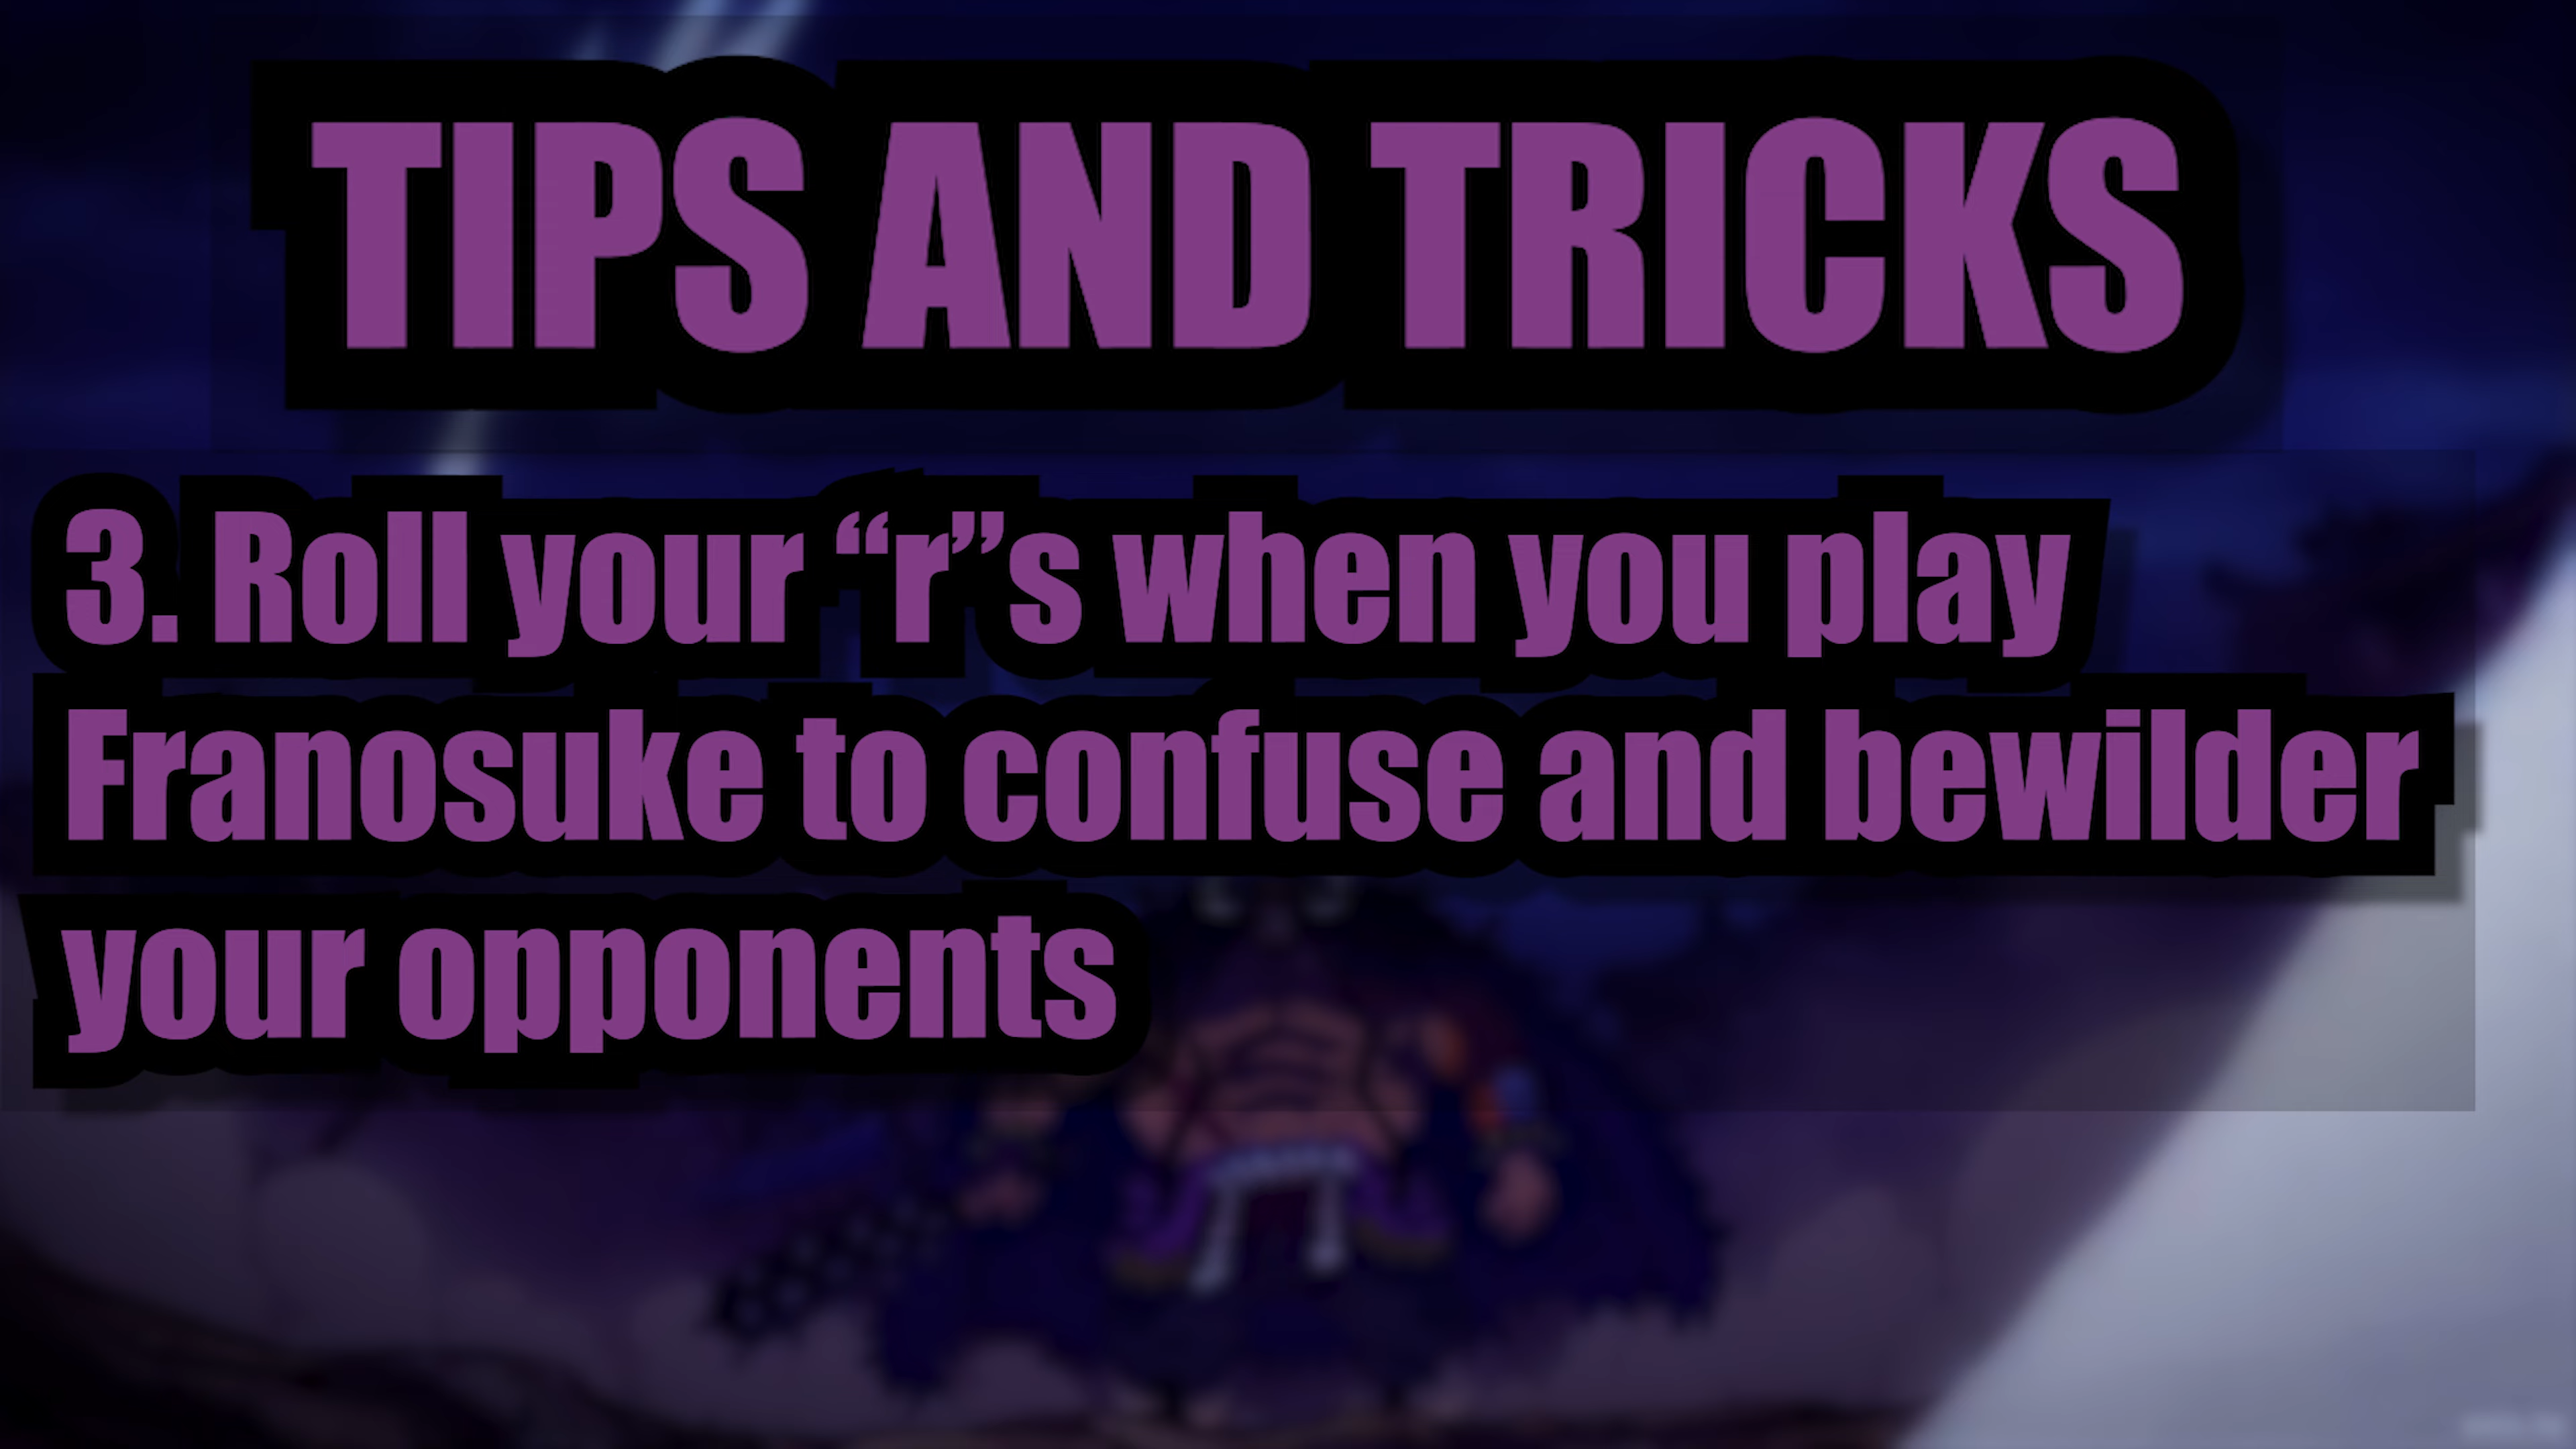 TIPS AND TRICKS
3. Roll your “r”s when you play
Franosuke to confuse and bewilder
your opponents